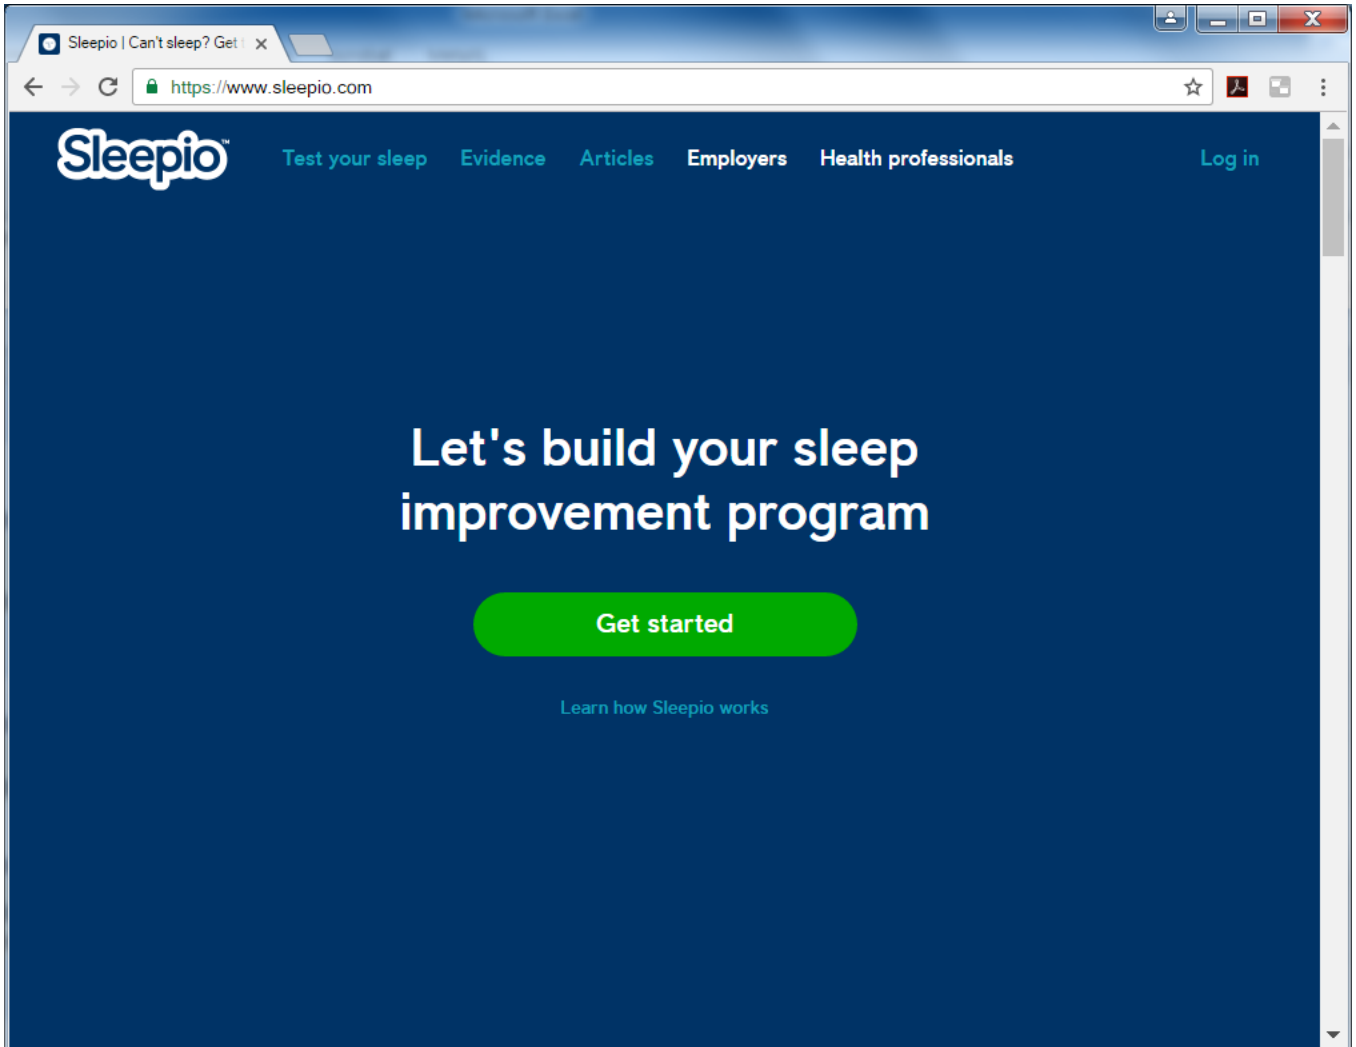 Sleepio | Can't sleep? Get
https://www.sleepio.com
Sleepio™ Test your sleep Evidence Articles Employers Health professionals Log in
Let's build your sleep
improvement program
Get started
Learn how Sleepio works